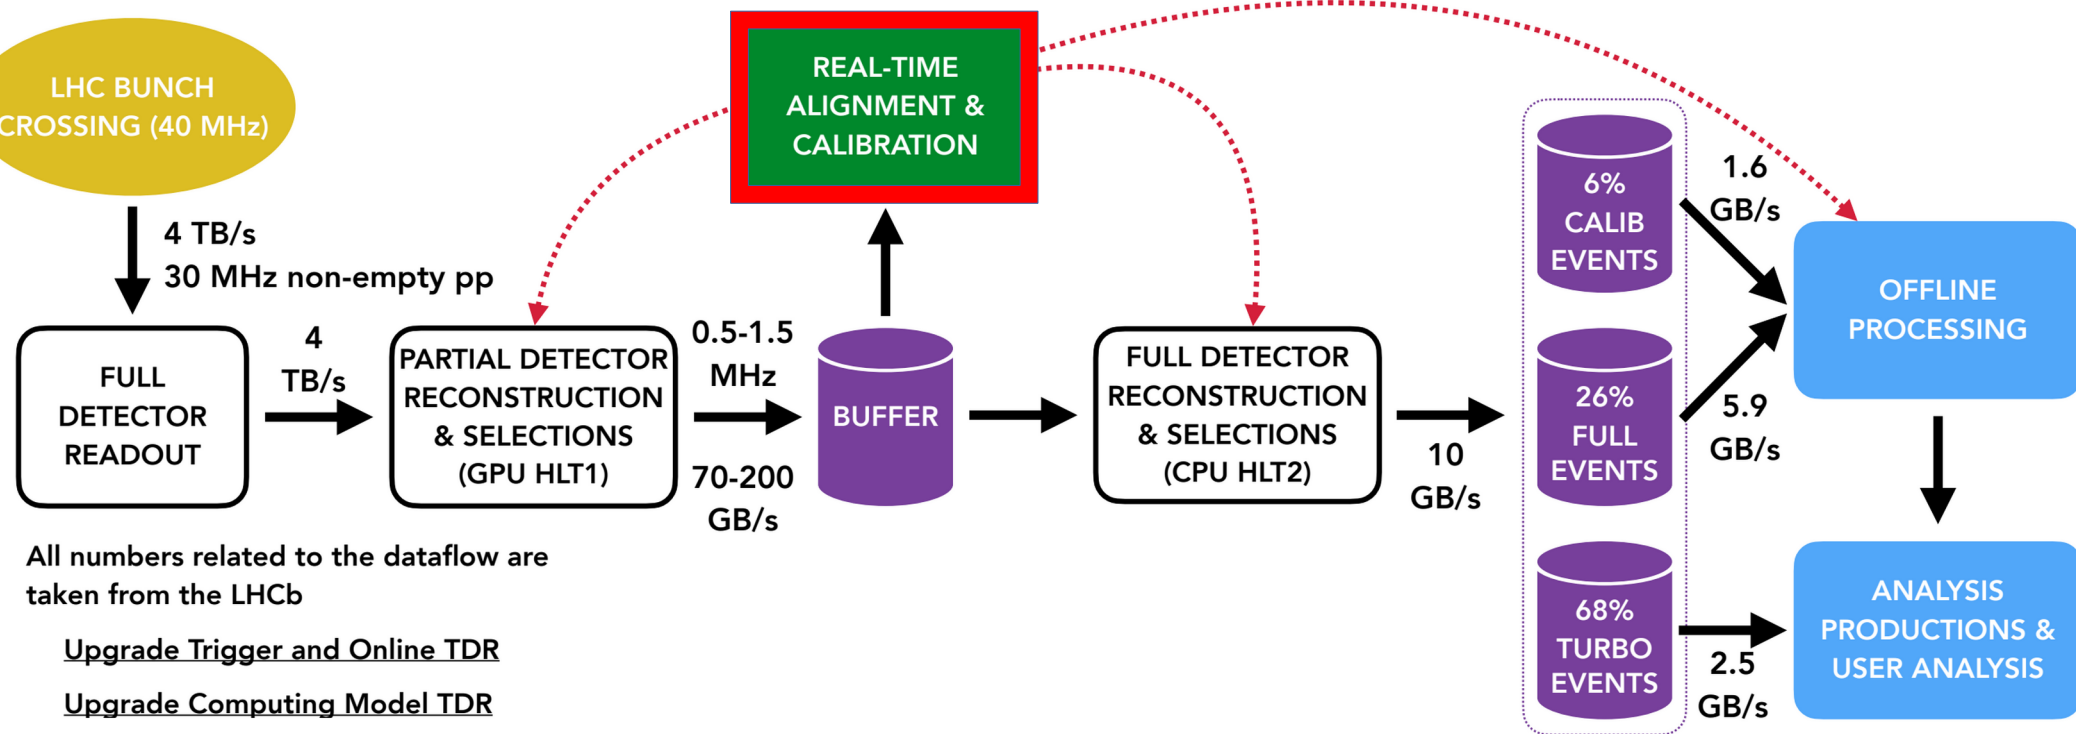 LHC BUNCH
CROSSING (40 MHz)
4 TB/s
30 MHz non-empty pp
FULL
DETECTOR
READOUT
4
TB/s
PARTIAL DETECTOR
RECONSTRUCTION
& SELECTIONS
(GPU HLT1)
0.5-1.5
MHz
70-200
GB/s
BUFFER
REAL-TIME
ALIGNMENT &
CALIBRATION
FULL DETECTOR
RECONSTRUCTION
& SELECTIONS
(CPU HLT2)
10
GB/s
6%
CALIB
EVENTS
1.6
GB/s
26%
FULL
EVENTS
5.9
GB/s
68%
TURBO
EVENTS
2.5
GB/s
OFFLINE
PROCESSING
ANALYSIS
PRODUCTIONS &
USER ANALYSIS
All numbers related to the dataflow are
taken from the LHCb
Upgrade Trigger and Online TDR
Upgrade Computing Model TDR